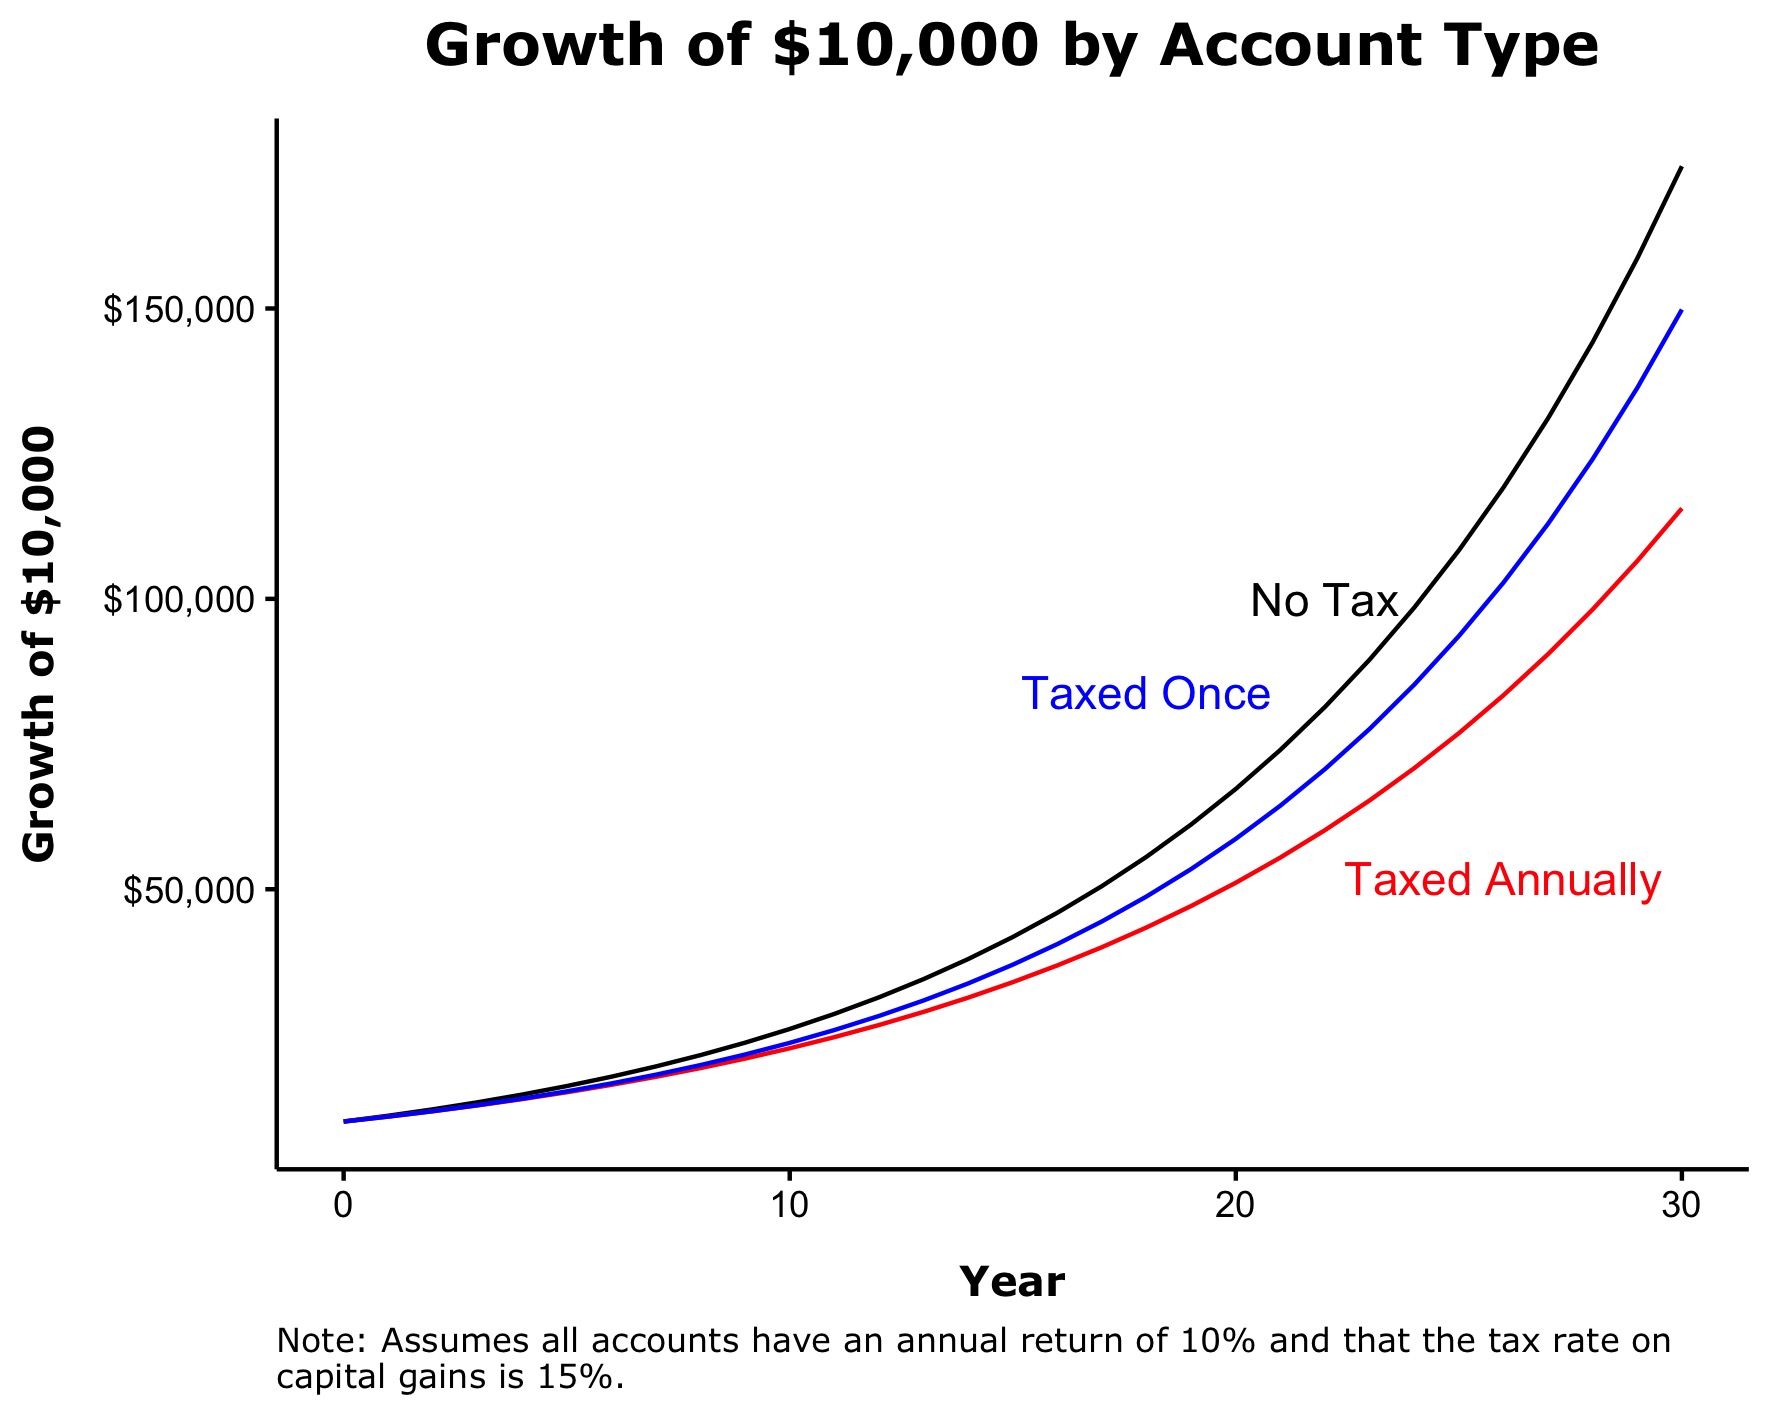 Growth of $10,000 by Account Type
Growth of $10,000
$150,000
$100,000
$50,000
No Tax
Taxed Once
Taxed Annually
0 10 20 30
Year
Note: Assumes all accounts have an annual return of 10% and that the tax rate on
capital gains is 15%.